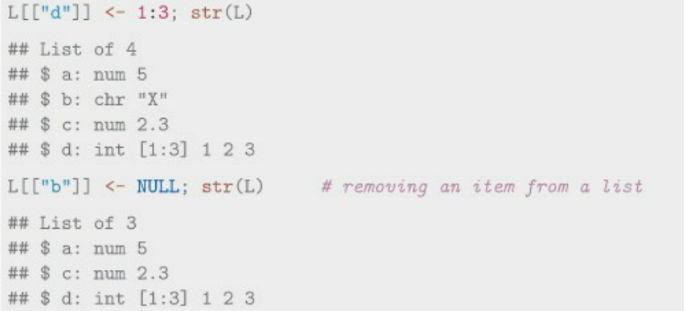 L[["d"]] <- 1:3; str(L)
## List of 4
## $ a: num 5
## $ b: chr "X"
## $ c: num 2.3
## $ d: int [1:3] 1 2 3
L[["b"]] <- NULL; str(L) # removing an item from a list
## List of 3
## $ a: num 5
## $ c: num 2.3
## $ d: int [1:3] 1 2 3